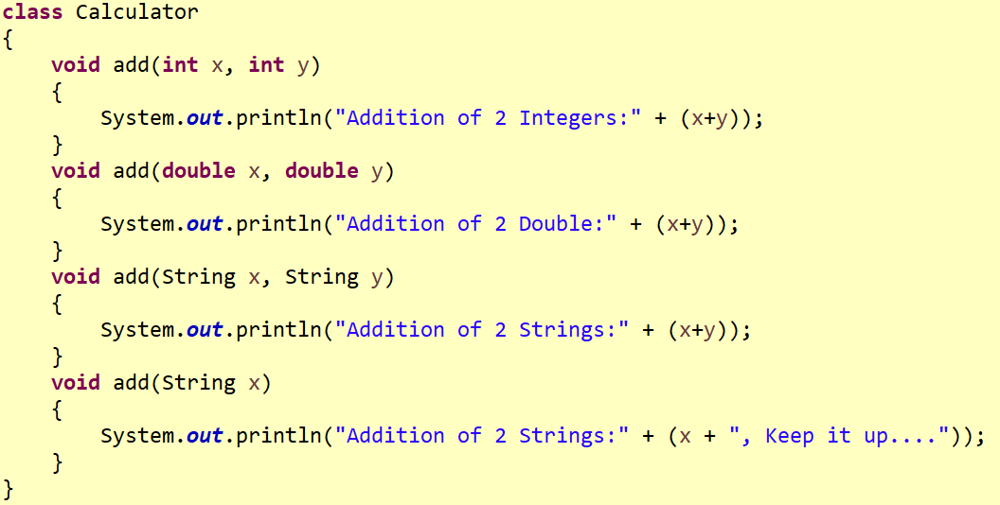 class Calculator
{
    void add(int x, int y)
    {
        System.out.println("Addition of 2 Integers:" + (x+y));
    }
    void add(double x, double y)
    {
        System.out.println("Addition of 2 Double:" + (x+y));
    }
    void add(String x, String y)
    {
        System.out.println("Addition of 2 Strings:" + (x+y));
    }
    void add(String x)
    {
        System.out.println("Addition of 2 Strings:" + (x + ", Keep it up...."));
    }
}